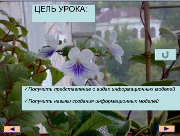 ЦЕЛЬ УРОКА:
✓Получить представление о видах информационных моделей
✓Получить навыки создания информационных моделей